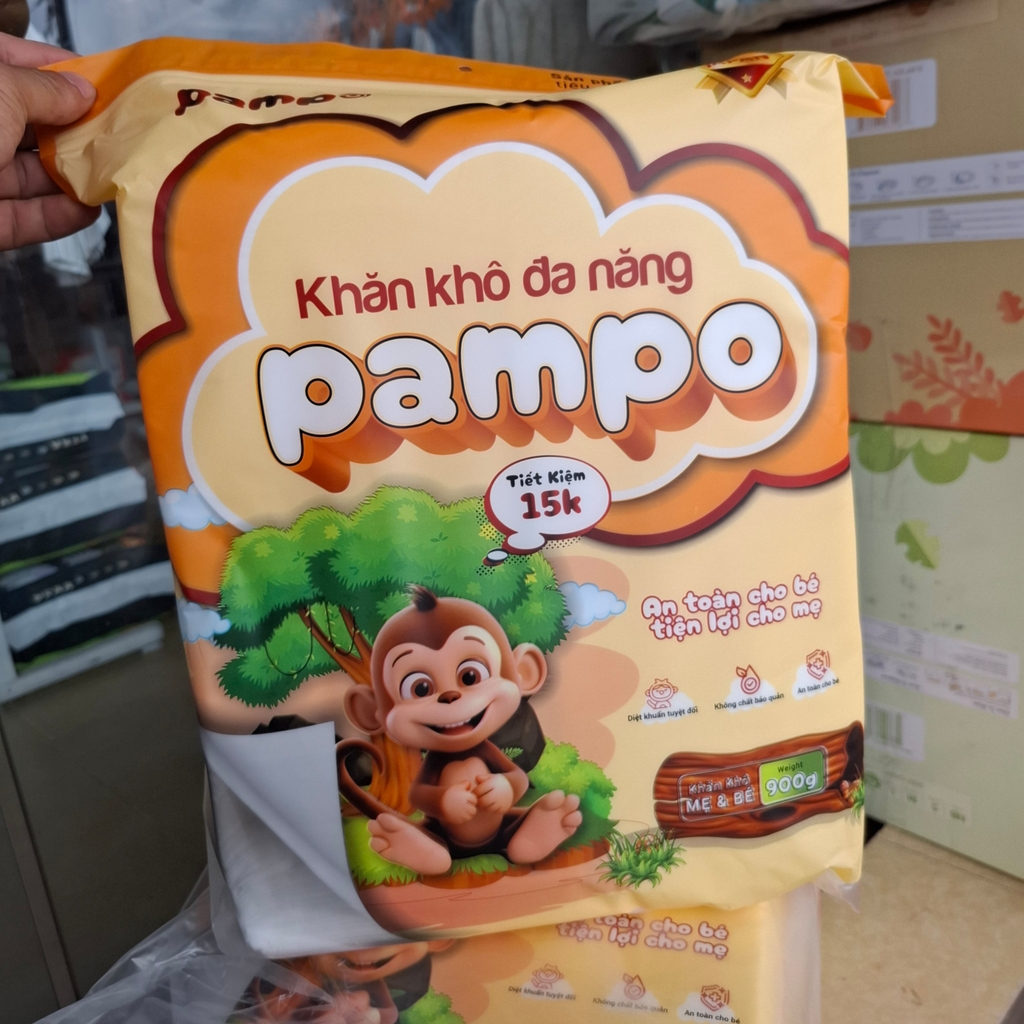 pampo
Khăn khô đa năng
pampo
Tiết Kiệm
15k
An toàn cho bé
tiện lợi cho mẹ
Diệt khuẩn tuyệt đối
Không chất bảo quản
An toàn cho bé
Khăn khô
MẸ & BÉ
Weight
900g
toàn cho bé
tiện lợi cho mẹ
Diệt khuẩn tuyệt đối
Không chất bảo quản
An toàn cho bé